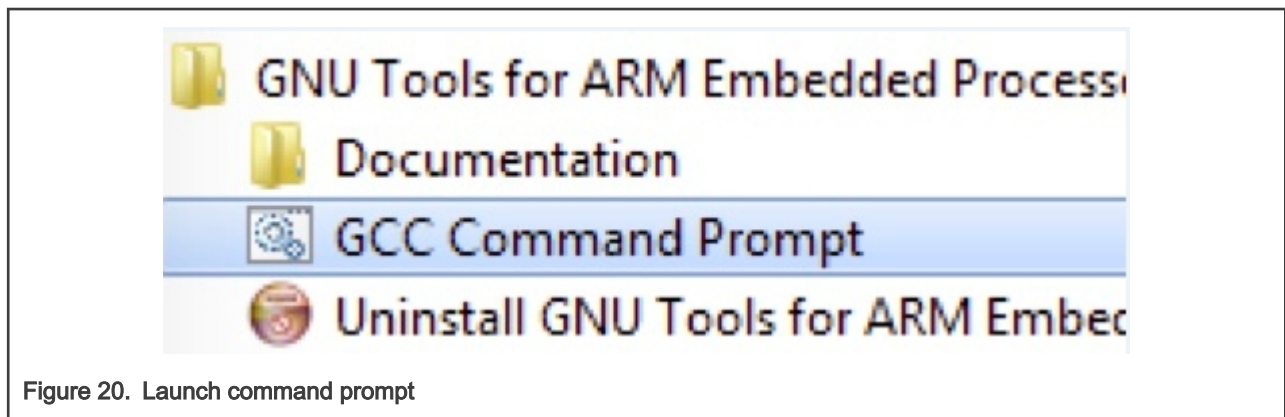 GNU Tools for ARM Embedded Process
Documentation
GCC Command Prompt
Uninstall GNU Tools for ARM Embed
Figure 20. Launch command prompt